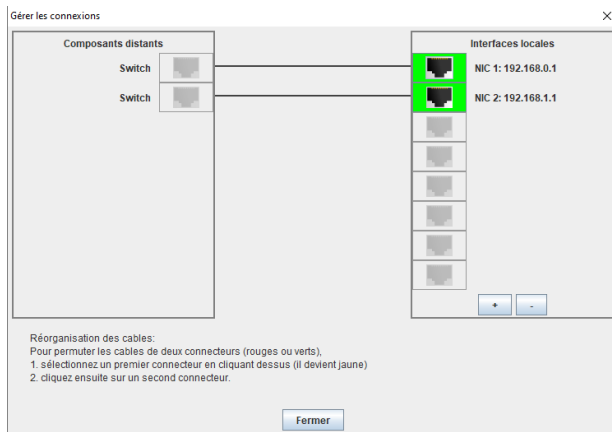 Gérer les connexions
Composants distants
Interfaces locales
Switch
NIC 1: 192.168.0.1
Switch
NIC 2: 192.168.1.1
+ -
Réorganisation des cables:
Pour permuter les cables de deux connecteurs (rouges ou verts),
1. sélectionnez un premier connecteur en cliquant dessus (il devient jaune)
2. cliquez ensuite sur un second connecteur.
Fermer